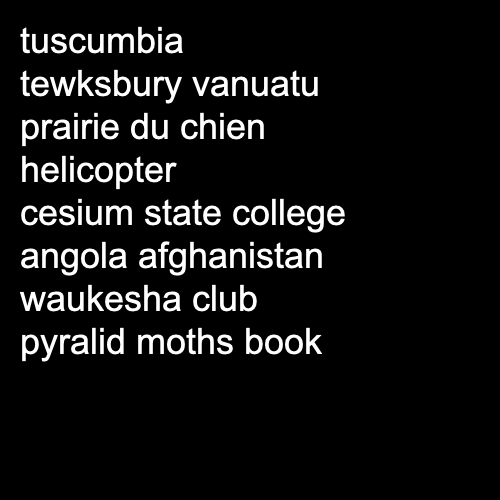 tuscumbia
tewksbury vanuatu
prairie du chien
helicopter
cesium state college
angola afghanistan
waukesha club
pyralid moths book